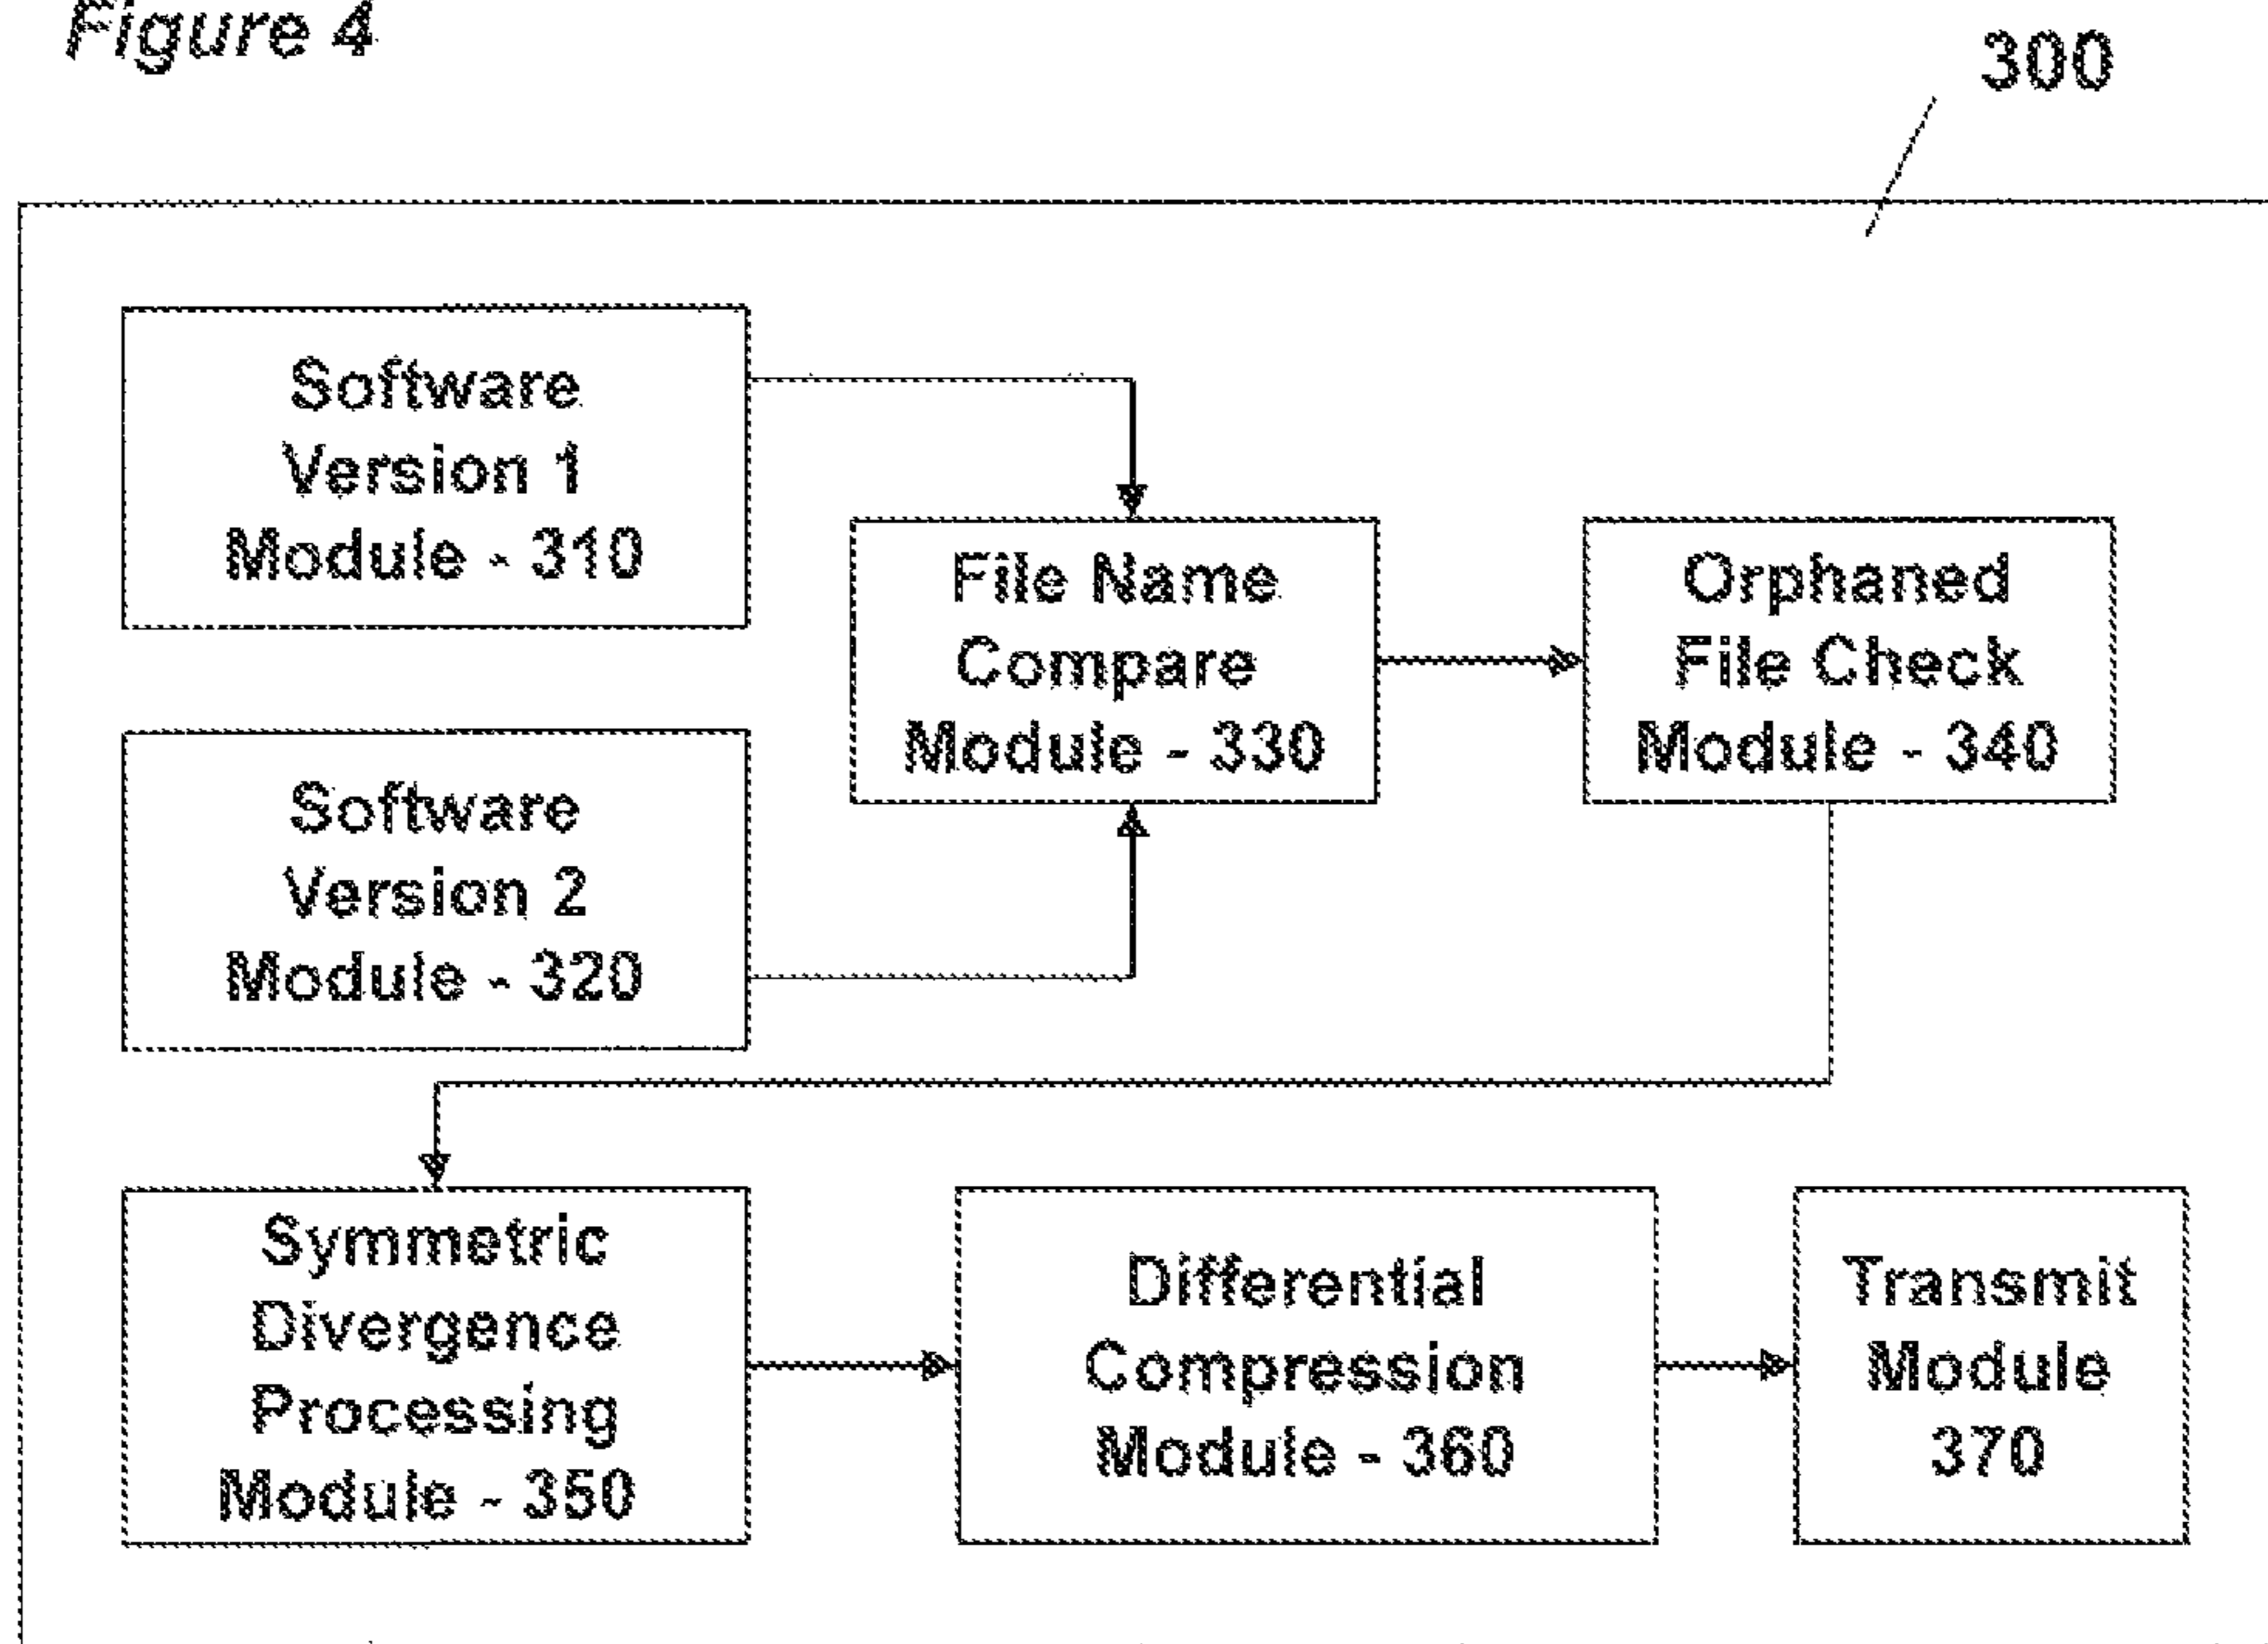 Figure 4
300
Software
Version 1
Module - 310
File Name
Compare
Module - 330
Orphaned
File Check
Module - 340
Software
Version 2
Module - 320
Symmetric
Divergence
Processing
Module - 350
Differential
Compression
Module - 360
Transmit
Module
370